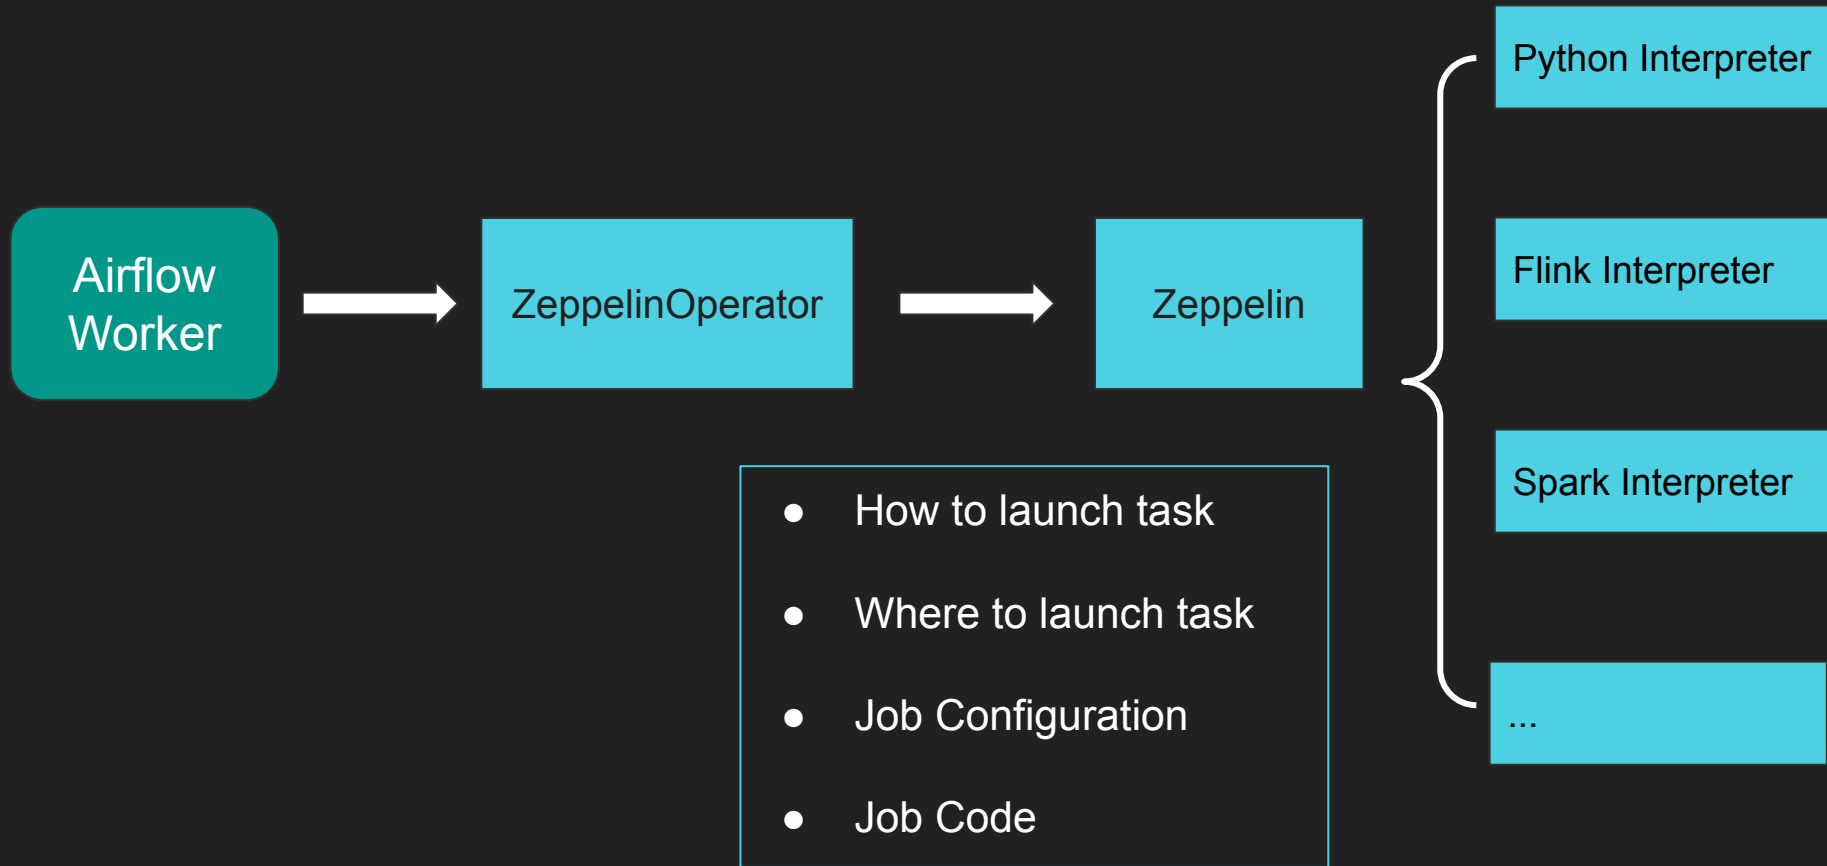 Airflow
Worker
ZeppelinOperator
Zeppelin
Python Interpreter
Flink Interpreter
Spark Interpreter
...
● How to launch task
● Where to launch task
● Job Configuration
● Job Code